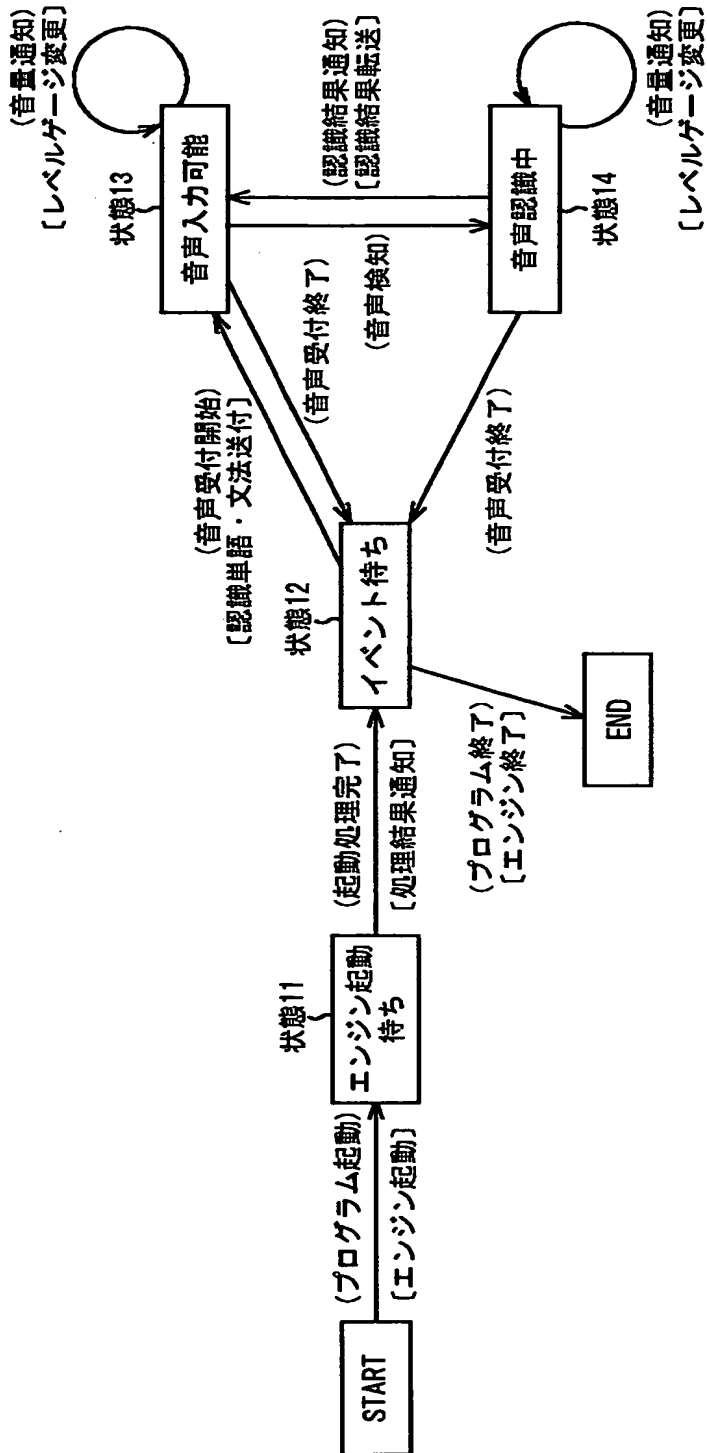 START
(プログラム起動)
[エンジン起動]
状態11
エンジン起動
待ち
(起動処理完了)
[処理結果通知]
状態12
イベント待ち
(プログラム終了)
[エンジン終了]
END
(音声受付開始)
[認識単語・文法送付]
(音声受付終了)
(音声受付終了)
状態13
音声入力可能
(音量通知)
[レベルゲージ変更]
(音声検知)
(認識結果通知)
[認識結果転送]
音声認識中
状態14
(音量通知)
[レベルゲージ変更]